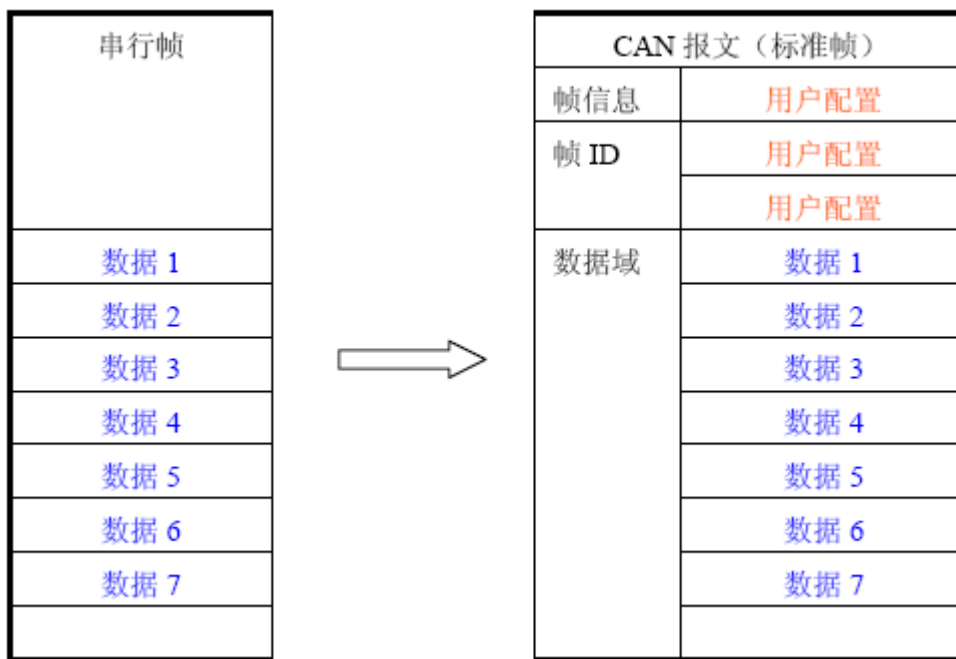 串行帧
数据 1
数据 2
数据 3
数据 4
数据 5
数据 6
数据 7
CAN 报文（标准帧）
帧信息 用户配置
帧 ID 用户配置
用户配置
数据域 数据 1
数据 2
数据 3
数据 4
数据 5
数据 6
数据 7